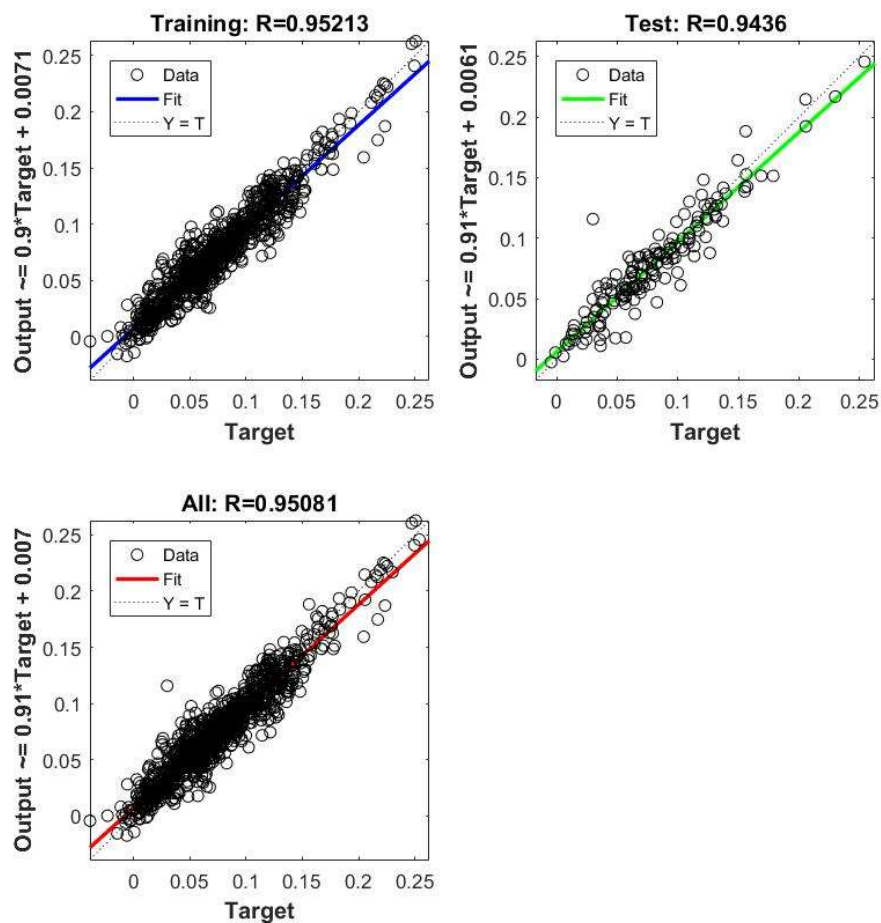 Training: R=0.95213
Output ~= 0.9*Target + 0.0071
0.25
0.2
0.15
0.1
0.05
0
Data
Fit
Y = T
0 0.05 0.1 0.15 0.2 0.25
Target
Test: R=0.9436
Output ~= 0.91*Target + 0.0061
0.25
0.2
0.15
0.1
0.05
0
Data
Fit
Y = T
0 0.05 0.1 0.15 0.2 0.25
Target
All: R=0.95081
Output ~= 0.91*Target + 0.007
0.25
0.2
0.15
0.1
0.05
0
Data
Fit
Y = T
0 0.05 0.1 0.15 0.2 0.25
Target